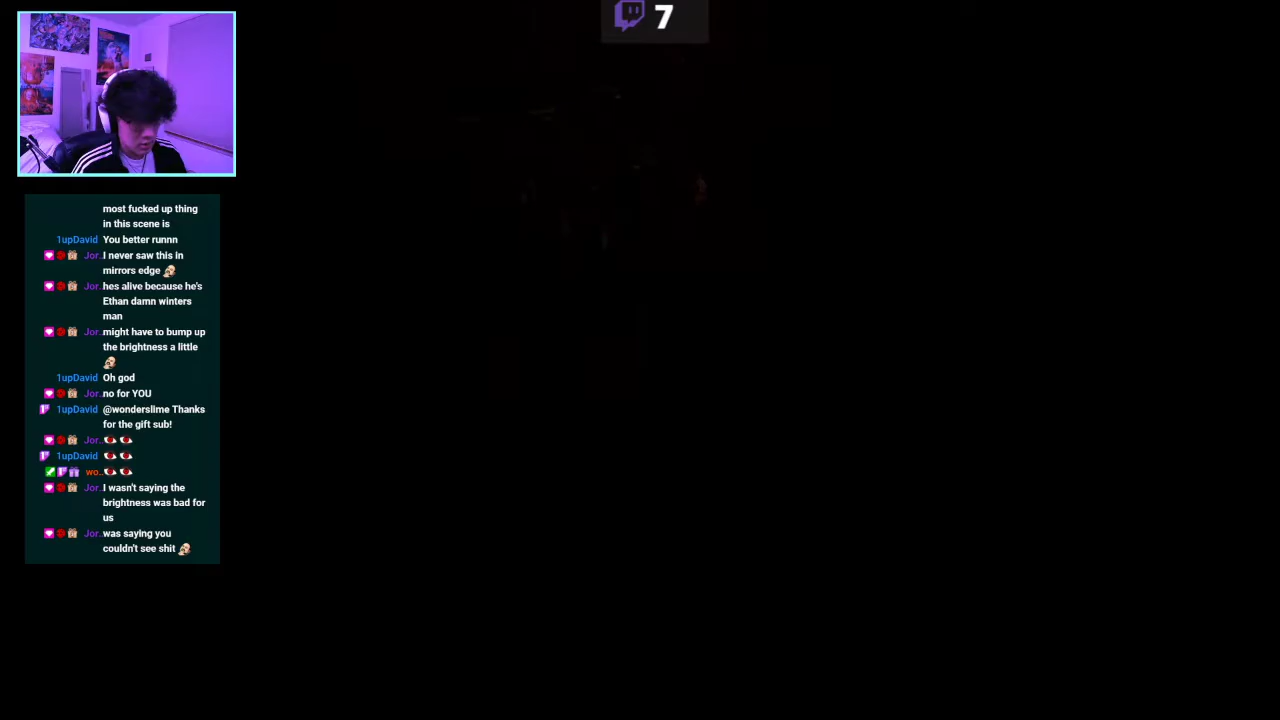 7
most fucked up thing
in this scene is
1upDavid You better runnn
Jor.. I never saw this in
mirrors edge
Jor.. hes alive because he's
Ethan damn winters
man
Jor.. might have to bump up
the brightness a little
1upDavid Oh god
Jor.. no for YOU
1upDavid @wonderslime Thanks
for the gift sub!
Jor..
1upDavid
wo..
Jor.. I wasn't saying the
brightness was bad for
us
Jor.. was saying you
couldn't see shit